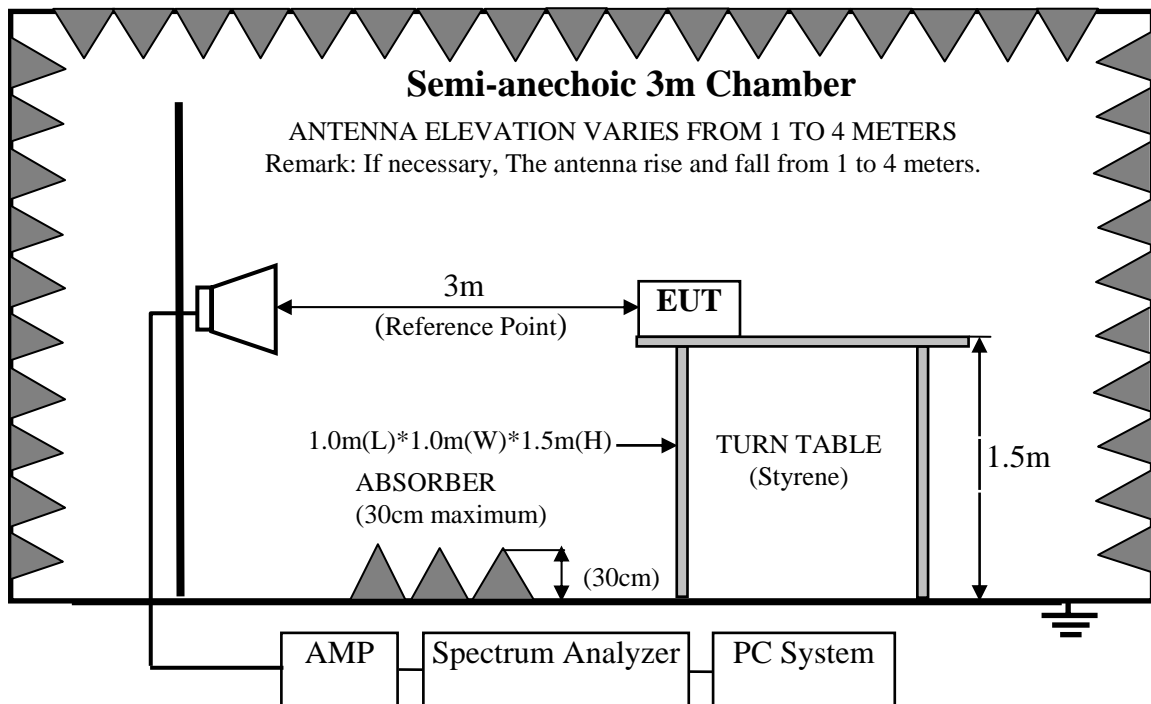 Semi-anechoic 3m Chamber
ANTENNA ELEVATION VARIES FROM 1 TO 4 METERS
Remark: If necessary, The antenna rise and fall from 1 to 4 meters.
3m
(Reference Point)
EUT
1.0m(L)*1.0m(W)*1.5m(H)
TURN TABLE
(Styrene)
1.5m
ABSORBER
(30cm maximum)
(30cm)
AMP
Spectrum Analyzer
PC System